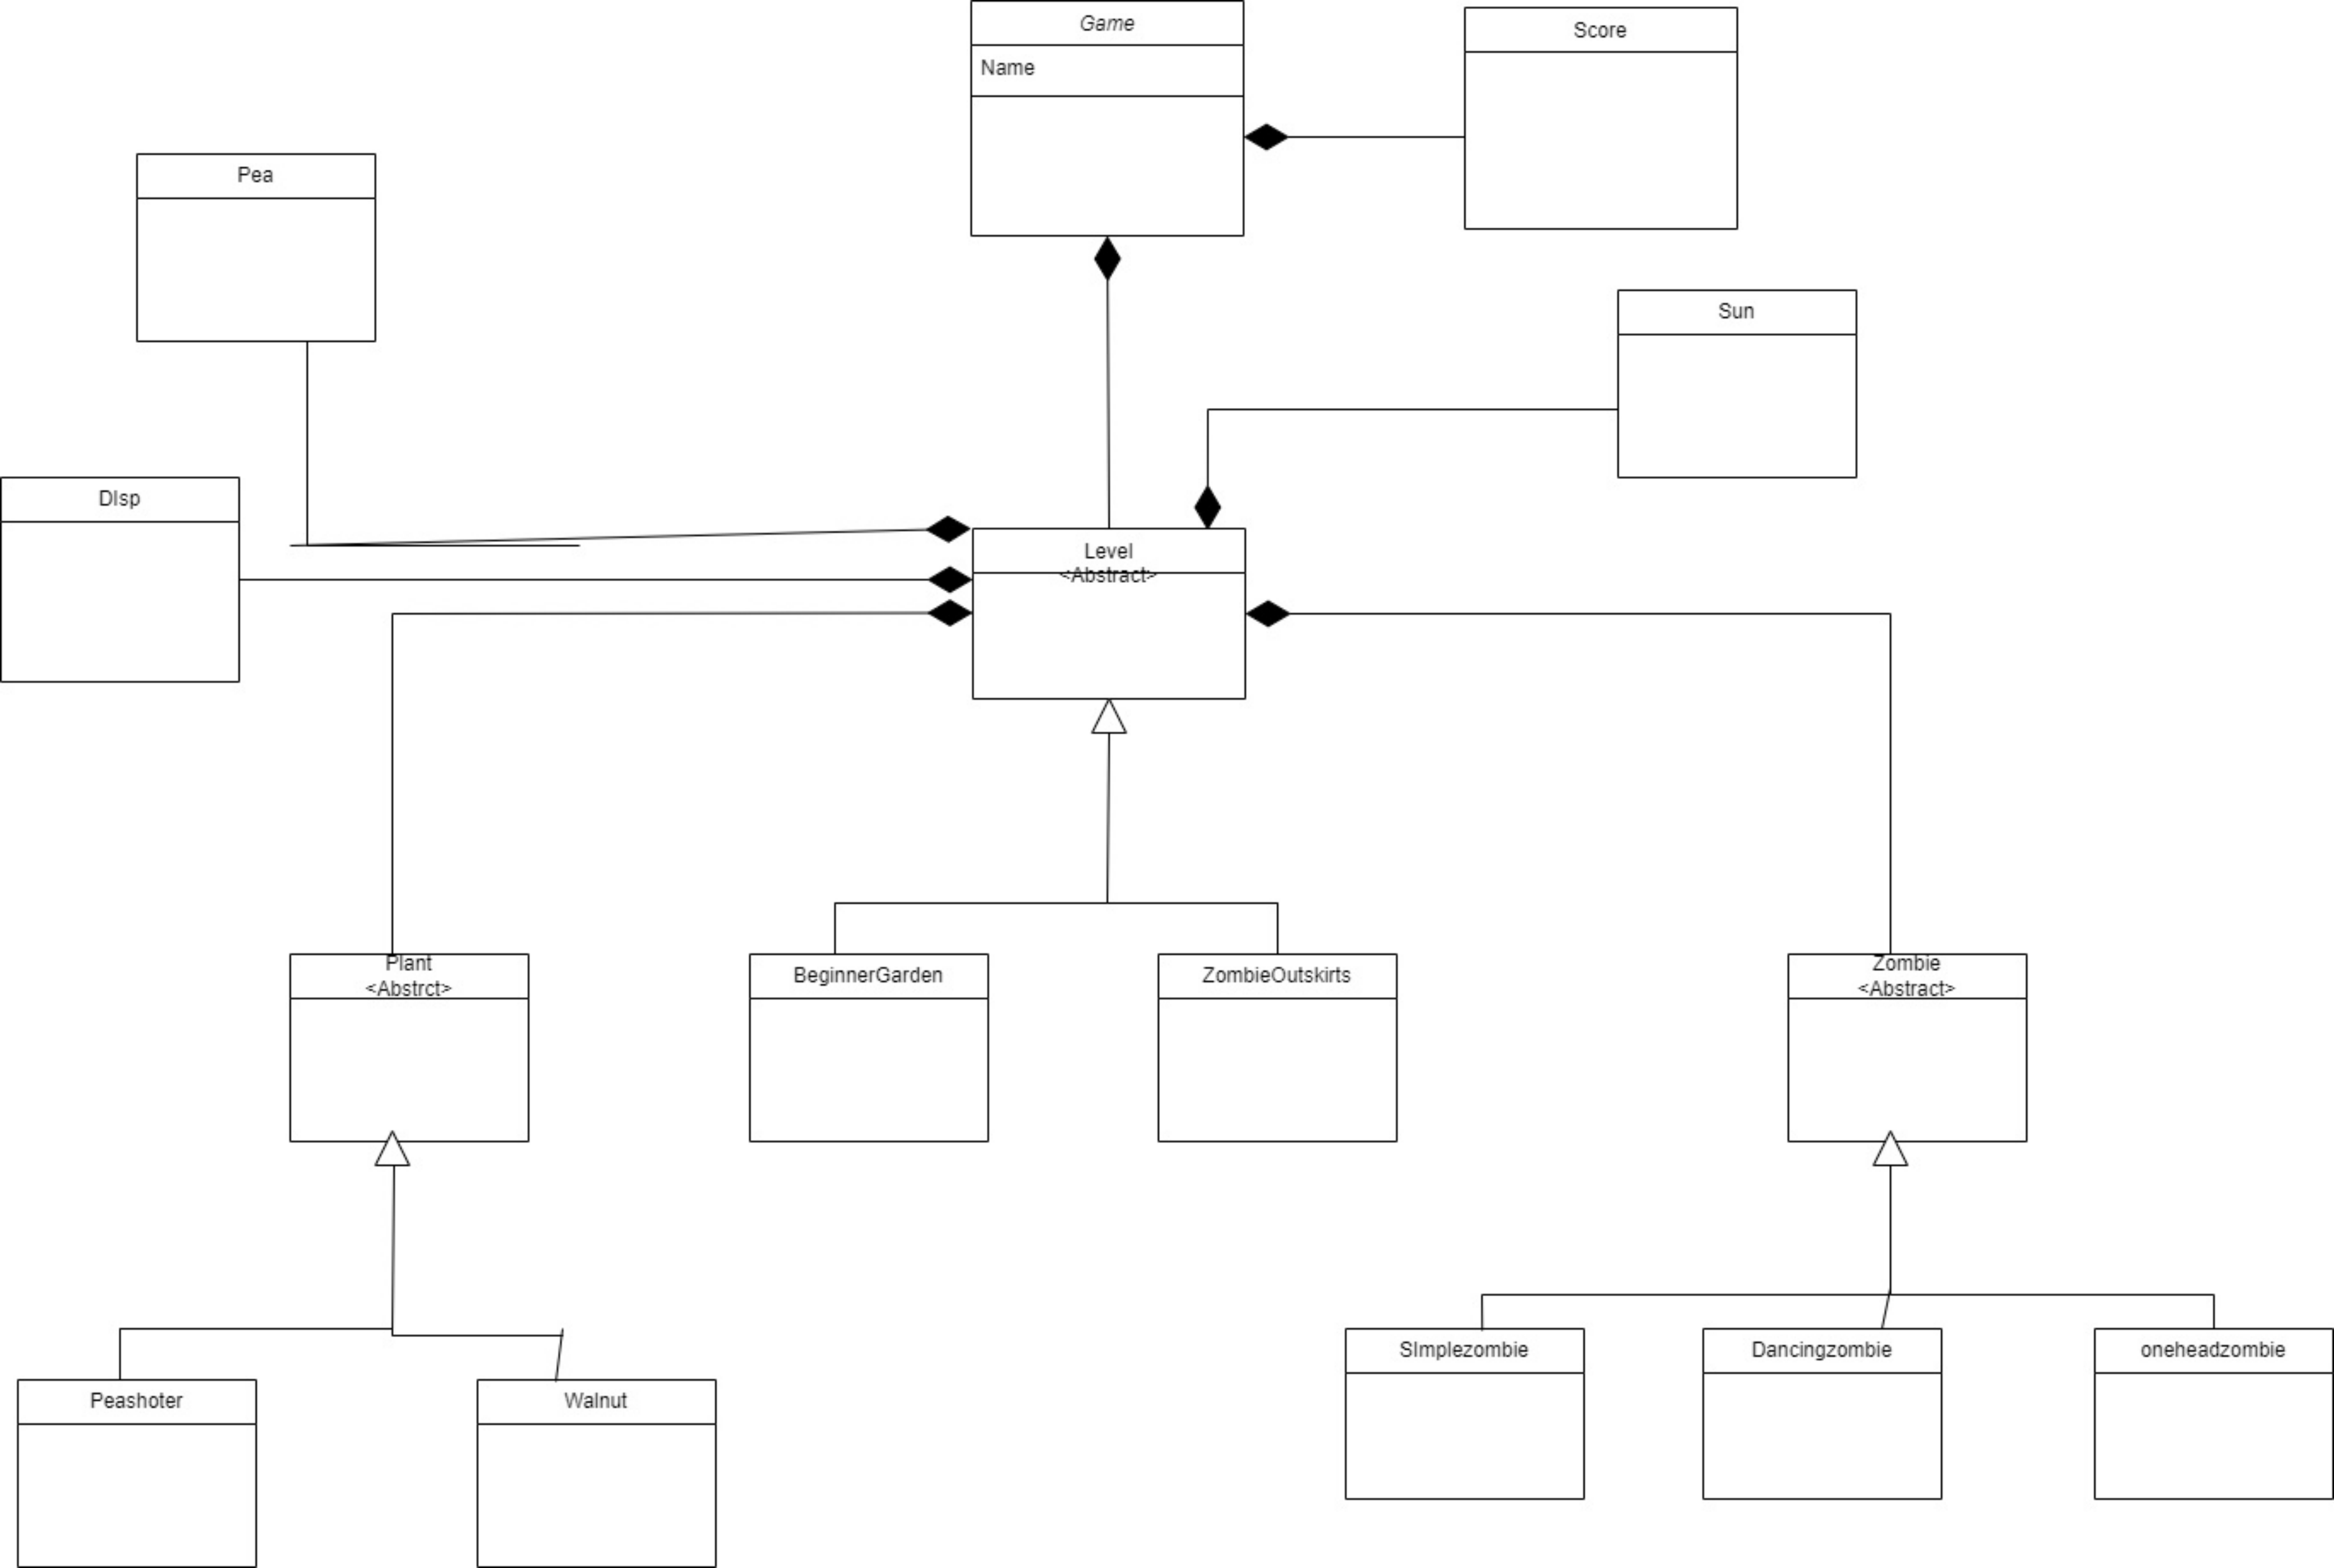 Game
Name
Score
Pea
Sun
DIsp
Level
<Abstract>
Plant
<Abstrct>
BeginnerGarden
ZombieOutskirts
Zombie
<Abstract>
Peashoter
Walnut
SImplezombie
Dancingzombie
oneheadzombie